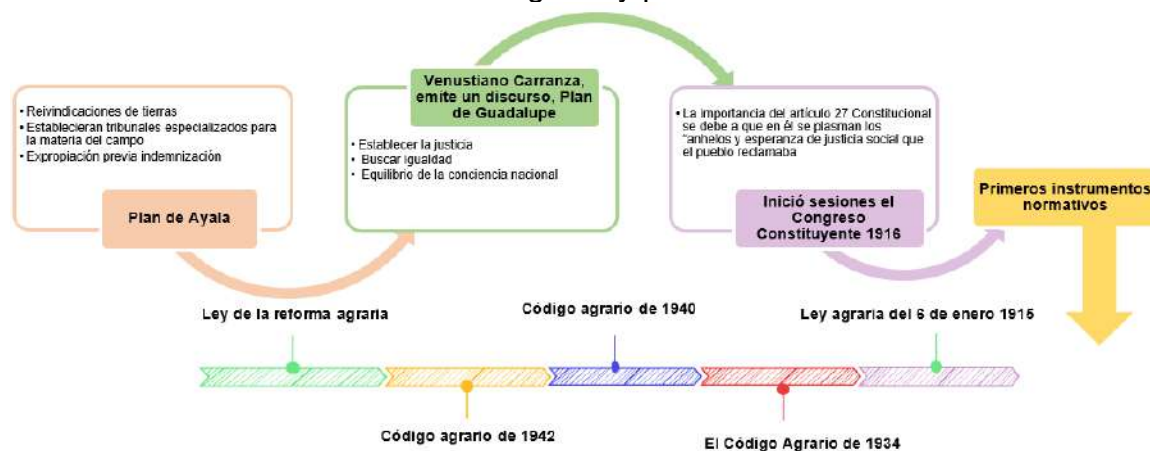 • Reivindicaciones de tierras
• Establecieran tribunales especializados para
la materia del campo
• Expropiación previa indemnización
Plan de Ayala
Venustiano Carranza,
emite un discurso, Plan
de Guadalupe
• Establecer la justicia
• Buscar igualdad
• Equilibrio de la conciencia nacional
• La importancia del artículo 27 Constitucional
se debe a que en él se plasman los
"anhelos y esperanza de justicia social que
el pueblo reclamaba
Inició sesiones el
Congreso
Constituyente 1916
Primeros instrumentos
normativos
Ley de la reforma agraria
Código agrario de 1940
Ley agraria del 6 de enero 1915
Código agrario de 1942
El Código Agrario de 1934